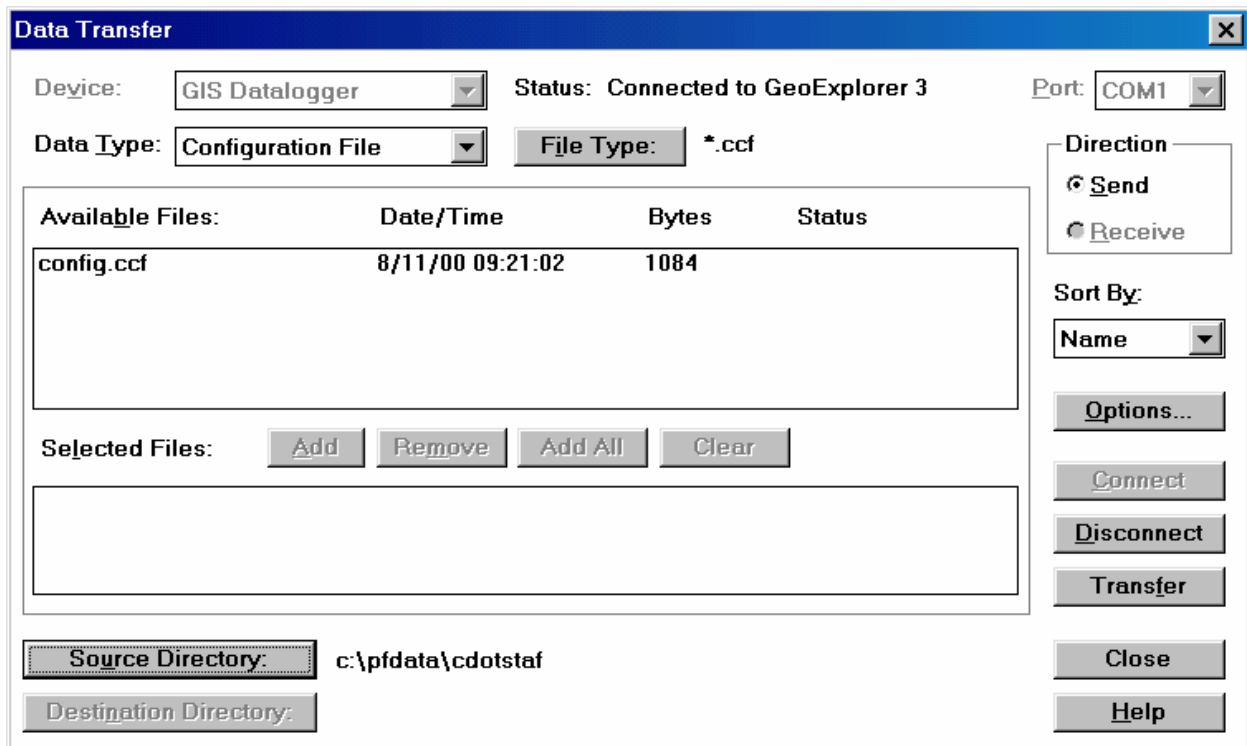 Data Transfer
Device: GIS Datalogger Status: Connected to GeoExplorer 3 Port: COM1
Data Type: Configuration File File Type: *.ccf
Direction
Send
Receive
Available Files: Date/Time Bytes Status
config.ccf 8/11/00 09:21:02 1084
Sort By:
Name
Options...
Selected Files: Add Remove Add All Clear
Connect
Disconnect
Transfer
Source Directory: c:\pfdata\cdotstaf Close
Destination Directory: Help